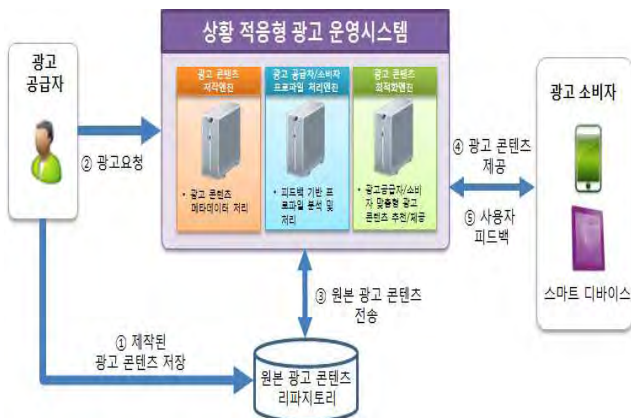 상황 적응형 광고 운영시스템
광고
공급자
② 광고요청
광고 콘텐츠
저작엔진
• 광고 콘텐츠
메타데이터 처리
광고 공급자/소비자
프로파일 처리엔진
• 피드백 기반 프
로파일 분석 및
처리
광고 콘텐츠
최적화엔진
• 광고공급자/소비
자 맞춤형 광고
콘텐츠 추천/제공
④ 광고 콘텐츠
제공
⑤ 사용자
피드백
광고 소비자
스마트 디바이스
③ 원본 광고 콘텐츠
전송
① 제작된
광고 콘텐츠 저장
원본 광고 콘텐츠
리파지토리